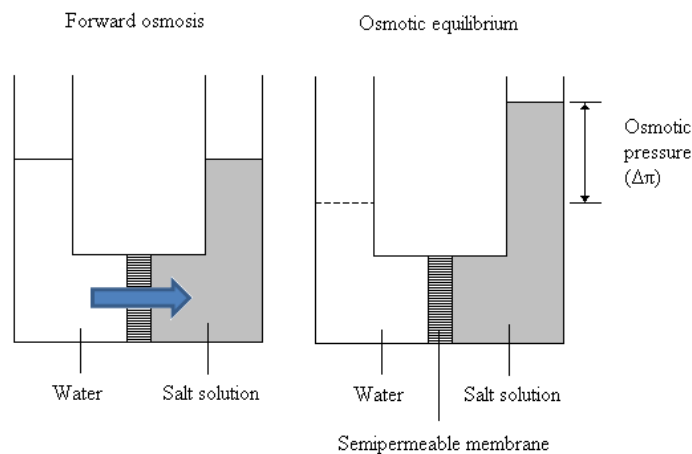 Forward osmosis
Osmotic equilibrium
Osmotic
pressure
(Δπ)
Water
Salt solution
Water
Salt solution
Semipermeable membrane